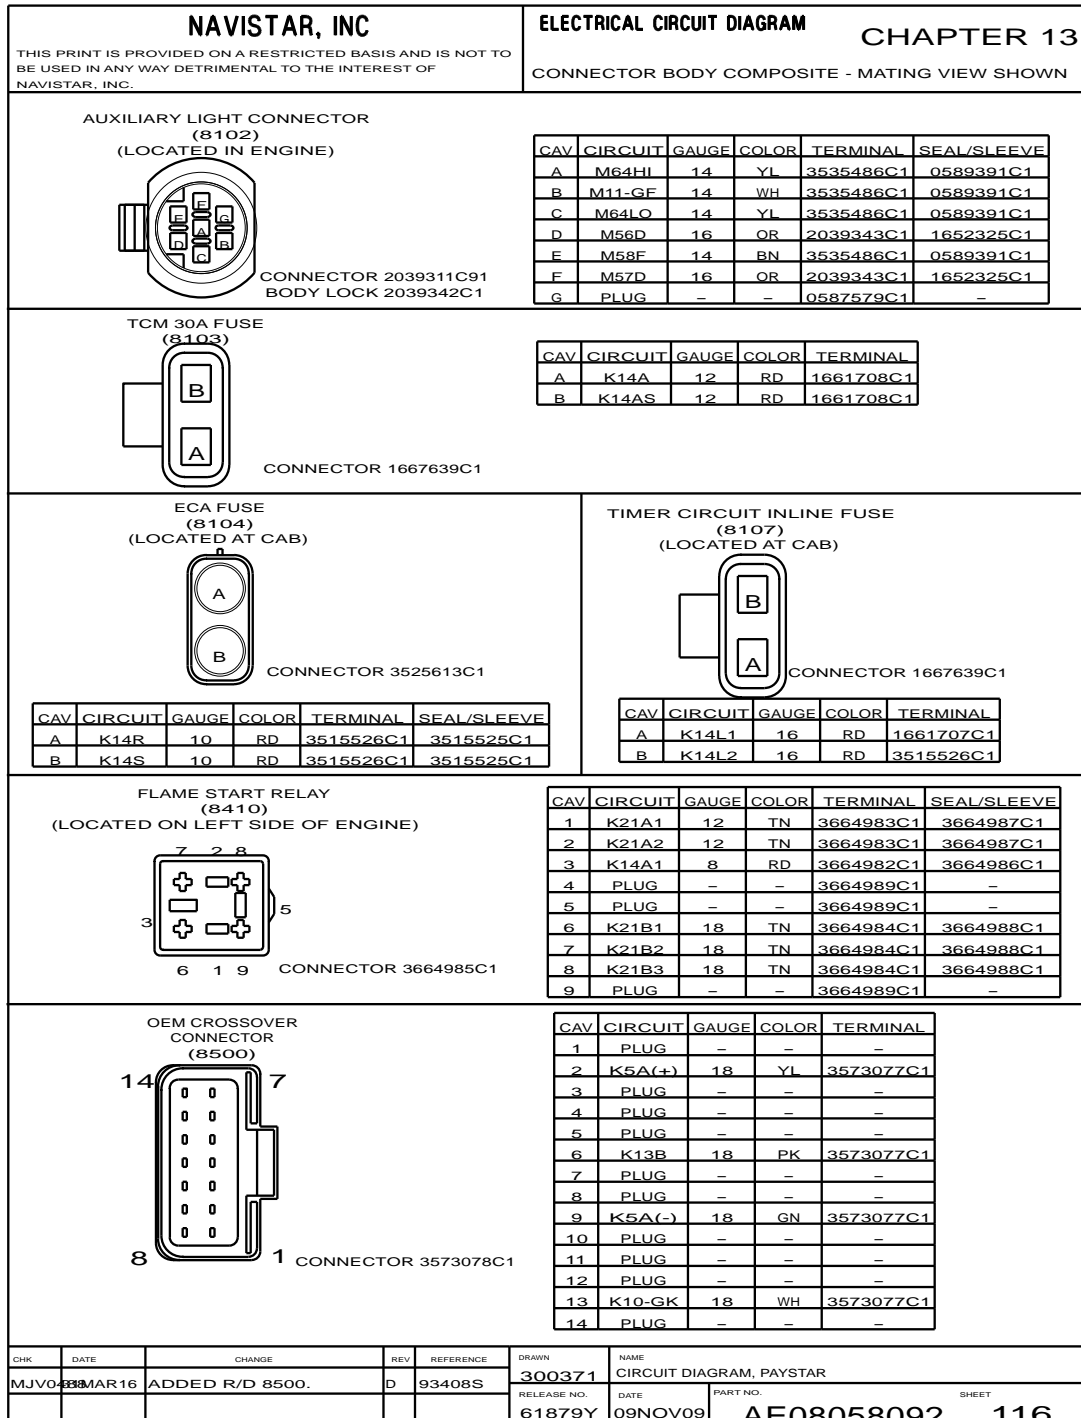 NAVISTAR, INC
THIS PRINT IS PROVIDED ON A RESTRICTED BASIS AND IS NOT TO
BE USED IN ANY WAY DETRIMENTAL TO THE INTEREST OF
NAVISTAR, INC.
ELECTRICAL CIRCUIT DIAGRAM
CHAPTER 13
CONNECTOR BODY COMPOSITE - MATING VIEW SHOWN
AUXILIARY LIGHT CONNECTOR
(8102)
(LOCATED IN ENGINE)
F
E G
A
D B
C
CONNECTOR 2039311C91
BODY LOCK 2039342C1
CAV CIRCUIT GAUGE COLOR TERMINAL SEAL/SLEEVE
A M64HI 14 YL 3535486C1 0589391C1
B M11-GF 14 WH 3535486C1 0589391C1
C M64LO 14 YL 3535486C1 0589391C1
D M56D 16 OR 2039343C1 1652325C1
E M58F 14 BN 3535486C1 0589391C1
F M57D 16 OR 2039343C1 1652325C1
G PLUG – – 0587579C1 –
TCM 30A FUSE
(8103)
B
A
CONNECTOR 1667639C1
CAV CIRCUIT GAUGE COLOR TERMINAL
A K14A 12 RD 1661708C1
B K14AS 12 RD 1661708C1
ECA FUSE
(8104)
(LOCATED AT CAB)
A
B
CONNECTOR 3525613C1
CAV CIRCUIT GAUGE COLOR TERMINAL SEAL/SLEEVE
A K14R 10 RD 3515526C1 3515525C1
B K14S 10 RD 3515526C1 3515525C1
TIMER CIRCUIT INLINE FUSE
(8107)
(LOCATED AT CAB)
B
A
CONNECTOR 1667639C1
CAV CIRCUIT GAUGE COLOR TERMINAL
A K14L1 16 RD 1661707C1
B K14L2 16 RD 3515526C1
FLAME START RELAY
(8410)
(LOCATED ON LEFT SIDE OF ENGINE)
7 2 8
3 5
6 1 9
CONNECTOR 3664985C1
CAV CIRCUIT GAUGE COLOR TERMINAL SEAL/SLEEVE
1 K21A1 12 TN 3664983C1 3664987C1
2 K21A2 12 TN 3664983C1 3664987C1
3 K14A1 8 RD 3664982C1 3664986C1
4 PLUG – – 3664989C1 –
5 PLUG – – 3664989C1 –
6 K21B1 18 TN 3664984C1 3664988C1
7 K21B2 18 TN 3664984C1 3664988C1
8 K21B3 18 TN 3664984C1 3664988C1
9 PLUG – – 3664989C1 –
OEM CROSSOVER
CONNECTOR
(8500)
14 7
8 1
CONNECTOR 3573078C1
CAV CIRCUIT GAUGE COLOR TERMINAL
1 PLUG – – –
2 K5A(+) 18 YL 3573077C1
3 PLUG – – –
4 PLUG – – –
5 PLUG – – –
6 K13B 18 PK 3573077C1
7 PLUG – – –
8 PLUG – – –
9 K5A(-) 18 GN 3573077C1
10 PLUG – – –
11 PLUG – – –
12 PLUG – – –
13 K10-GK 18 WH 3573077C1
14 PLUG – – –
CHK DATE CHANGE REV REFERENCE
ADDED R/D 8500. D 93408S
DRAWN
300371
NAME
CIRCUIT DIAGRAM, PAYSTAR
RELEASE NO.
61879Y
DATE
09NOV09
PART NO.
AE08058092
SHEET
116